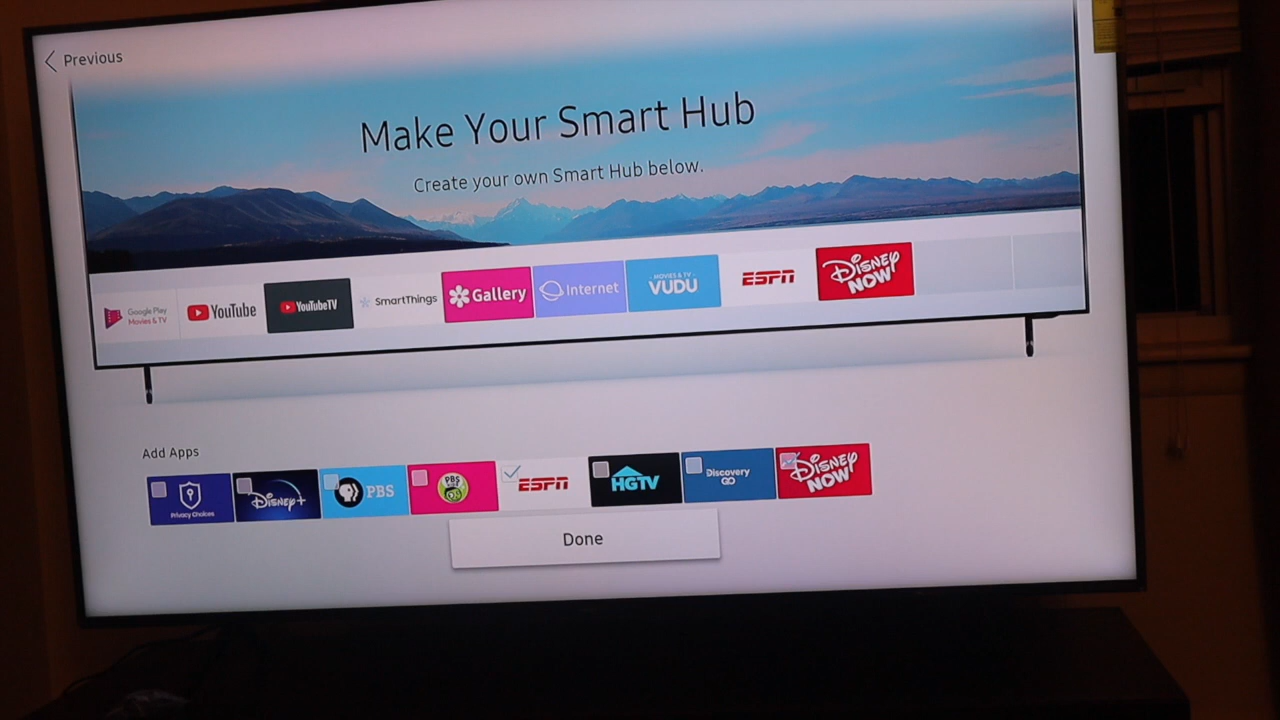 Previous
Make Your Smart Hub
Create your own Smart Hub below.
Google Play
Movies & TV
YouTube
YouTubeTV
SmartThings
Gallery
Internet
MOVIES & TV
VUDU
ESPN
Disney
NOW
Add Apps
Privacy Choices
Disney+
PBS
PBS
KIDS
ESPN
HGTV
Discovery
GO
Disney
NOW
Done